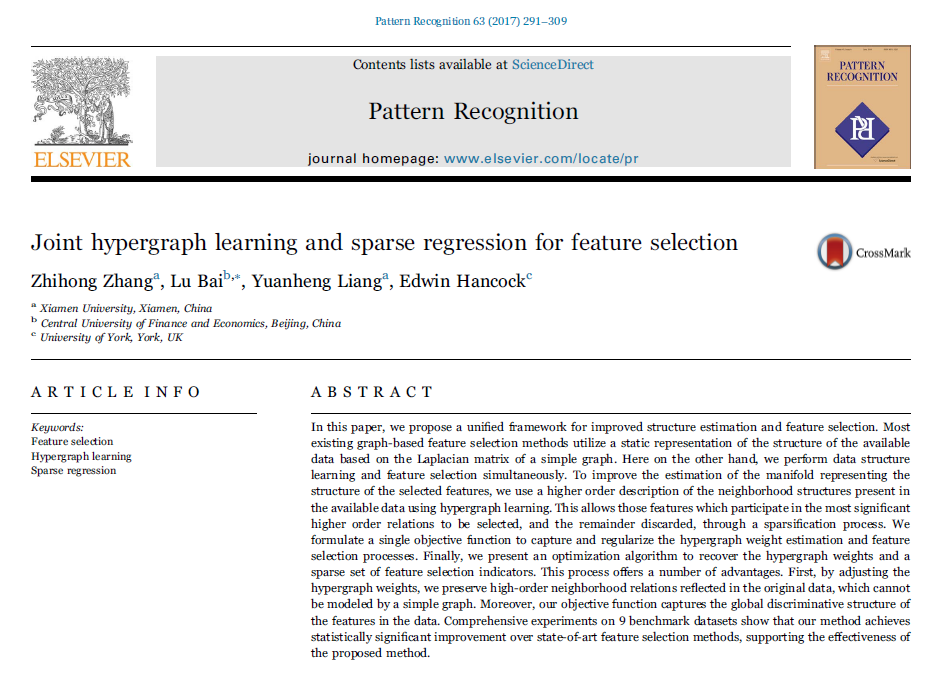 Pattern Recognition 63 (2017) 291–309
Contents lists available at ScienceDirect
Pattern Recognition
journal homepage: www.elsevier.com/locate/pr
ELSEVIER
PATTERN
RECOGNITION
Joint hypergraph learning and sparse regression for feature selection
CrossMark
Zhihong Zhangᵃ, Lu Baiᵇ,*, Yuanheng Liangᵃ, Edwin Hancockᶜ
ᵃ Xiamen University, Xiamen, China
ᵇ Central University of Finance and Economics, Beijing, China
ᶜ University of York, York, UK
ARTICLE INFO
Keywords:
Feature selection
Hypergraph learning
Sparse regression
ABSTRACT
In this paper, we propose a unified framework for improved structure estimation and feature selection. Most
existing graph-based feature selection methods utilize a static representation of the structure of the available
data based on the Laplacian matrix of a simple graph. Here on the other hand, we perform data structure
learning and feature selection simultaneously. To improve the estimation of the manifold representing the
structure of the selected features, we use a higher order description of the neighborhood structures present in
the available data using hypergraph learning. This allows those features which participate in the most significant
higher order relations to be selected, and the remainder discarded, through a sparsification process. We
formulate a single objective function to capture and regularize the hypergraph weight estimation and feature
selection processes. Finally, we present an optimization algorithm to recover the hypergraph weights and a
sparse set of feature selection indicators. This process offers a number of advantages. First, by adjusting the
hypergraph weights, we preserve high-order neighborhood relations reflected in the original data, which cannot
be modeled by a simple graph. Moreover, our objective function captures the global discriminative structure of
the features in the data. Comprehensive experiments on 9 benchmark datasets show that our method achieves
statistically significant improvement over state-of-art feature selection methods, supporting the effectiveness of
the proposed method.